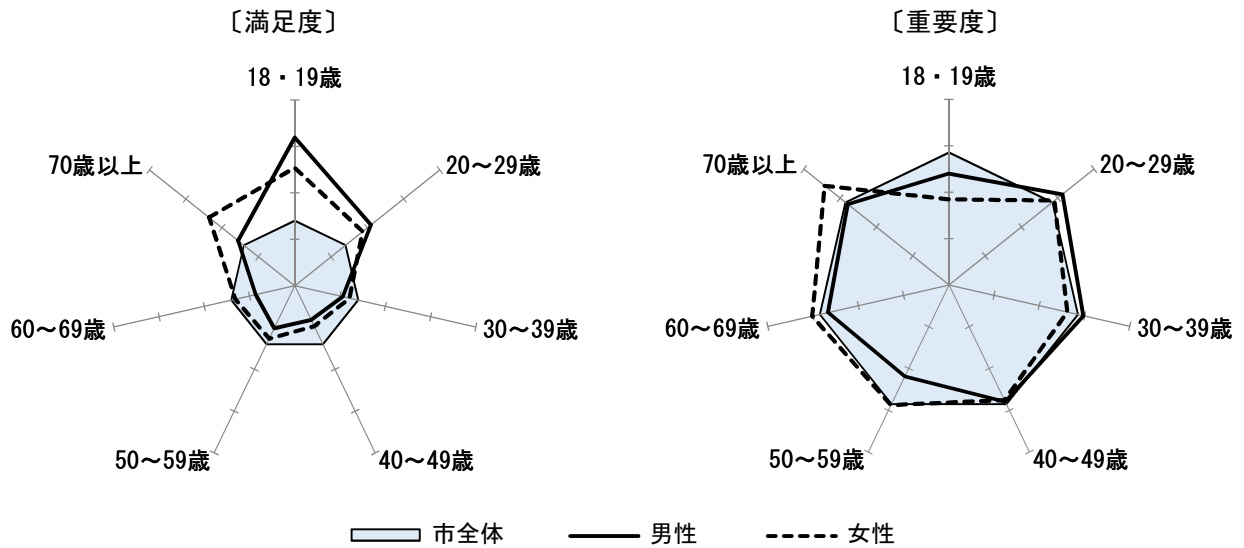 〔満足度〕
18・19歳
20～29歳
30～39歳
40～49歳
50～59歳
60～69歳
70歳以上
〔重要度〕
18・19歳
20～29歳
30～39歳
40～49歳
50～59歳
60～69歳
70歳以上
市全体
男性
女性